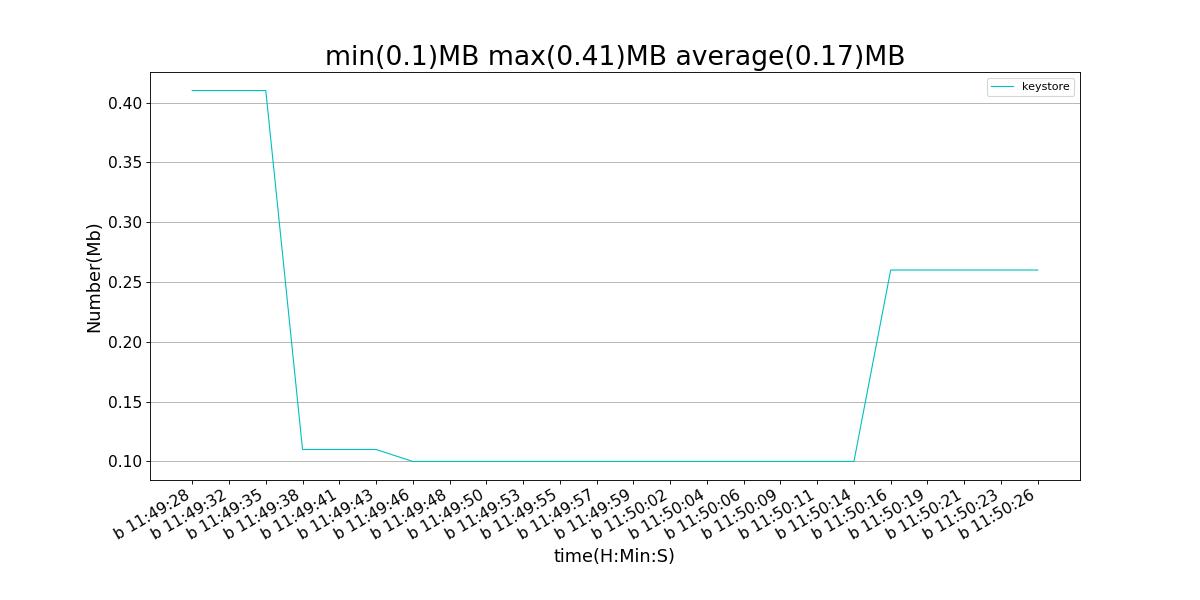 min(0.1)MB max(0.41)MB average(0.17)MB
keystore
0.40
0.35
0.30
0.25
0.20
0.15
0.10
Number(Mb)
b 11:49:28
b 11:49:32
b 11:49:35
b 11:49:38
b 11:49:41
b 11:49:43
b 11:49:46
b 11:49:48
b 11:49:50
b 11:49:53
b 11:49:55
b 11:49:57
b 11:49:59
b 11:50:02
b 11:50:04
b 11:50:06
b 11:50:09
b 11:50:11
b 11:50:14
b 11:50:16
b 11:50:19
b 11:50:21
b 11:50:23
b 11:50:26
time(H:Min:S)